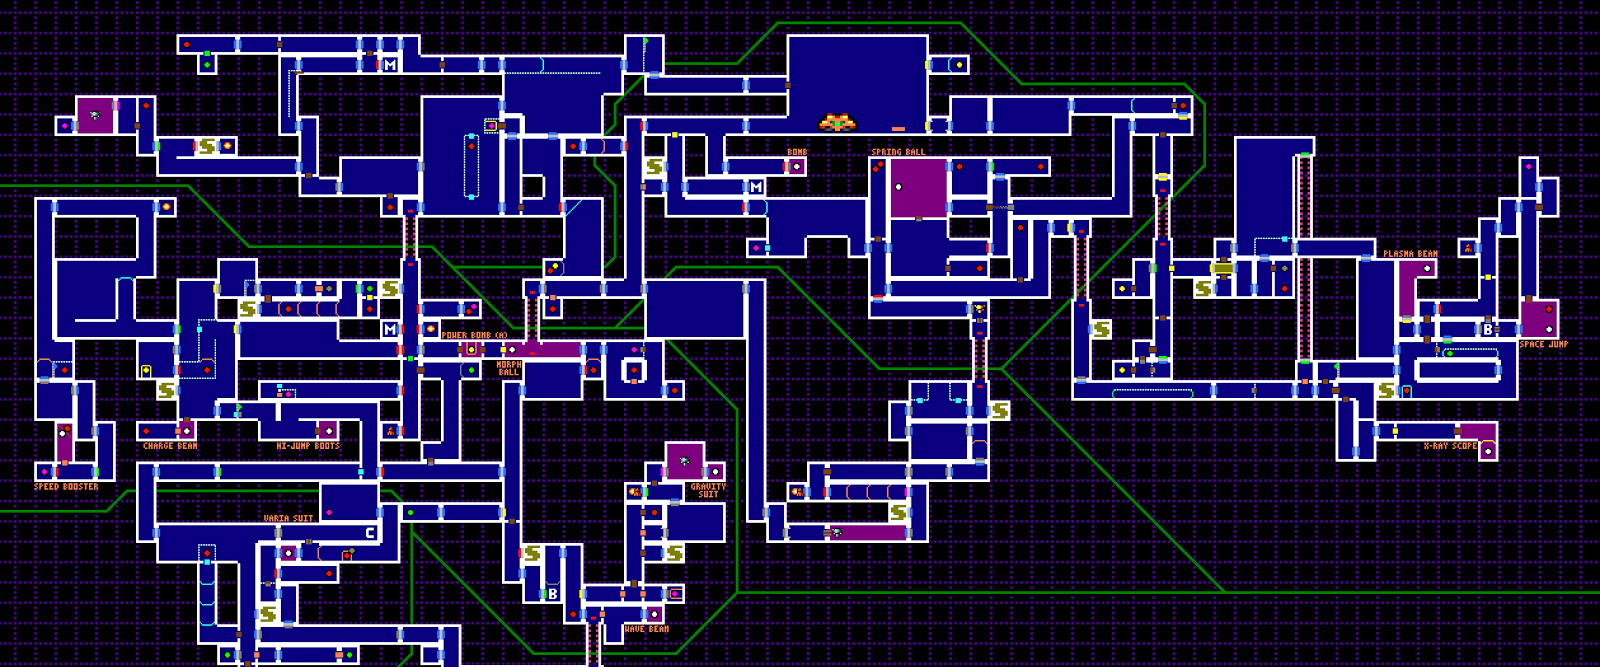 M
S
BOMB
SPRING BALL
S
M
PLASMA BEAM
S
S
S
M
S
POWER BOMB (A)
B
SPACE JUMP
MORPH
BALL
S
S
S
CHARGE BEAM
HI-JUMP BOOTS
X-RAY SCOPE
SPEED BOOSTER
GRAVITY
SUIT
VARIA SUIT
S
C
S
S
B
S
WAVE BEAM